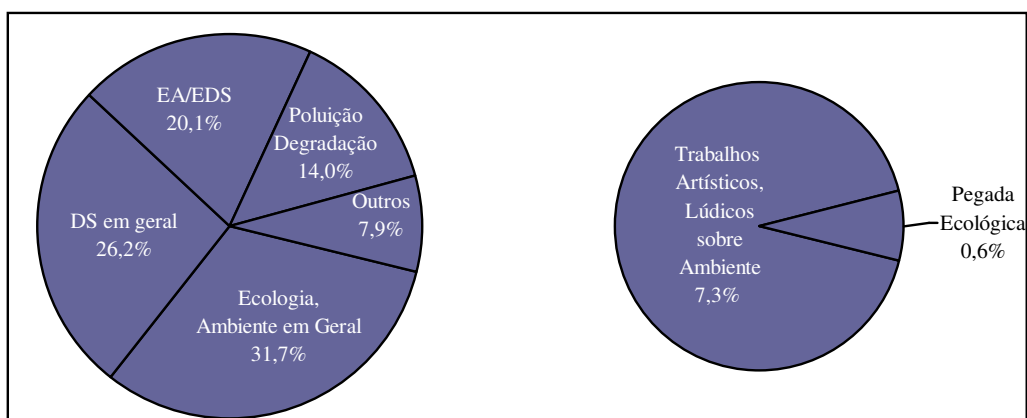 EA/EDS
20,1%
Poluição
Degradação
14,0%
Outros
7,9%
DS em geral
26,2%
Ecologia,
Ambiente em Geral
31,7%
Trabalhos
Artísticos,
Lúdicos
sobre
Ambiente
7,3%
Pegada
Ecológica
0,6%